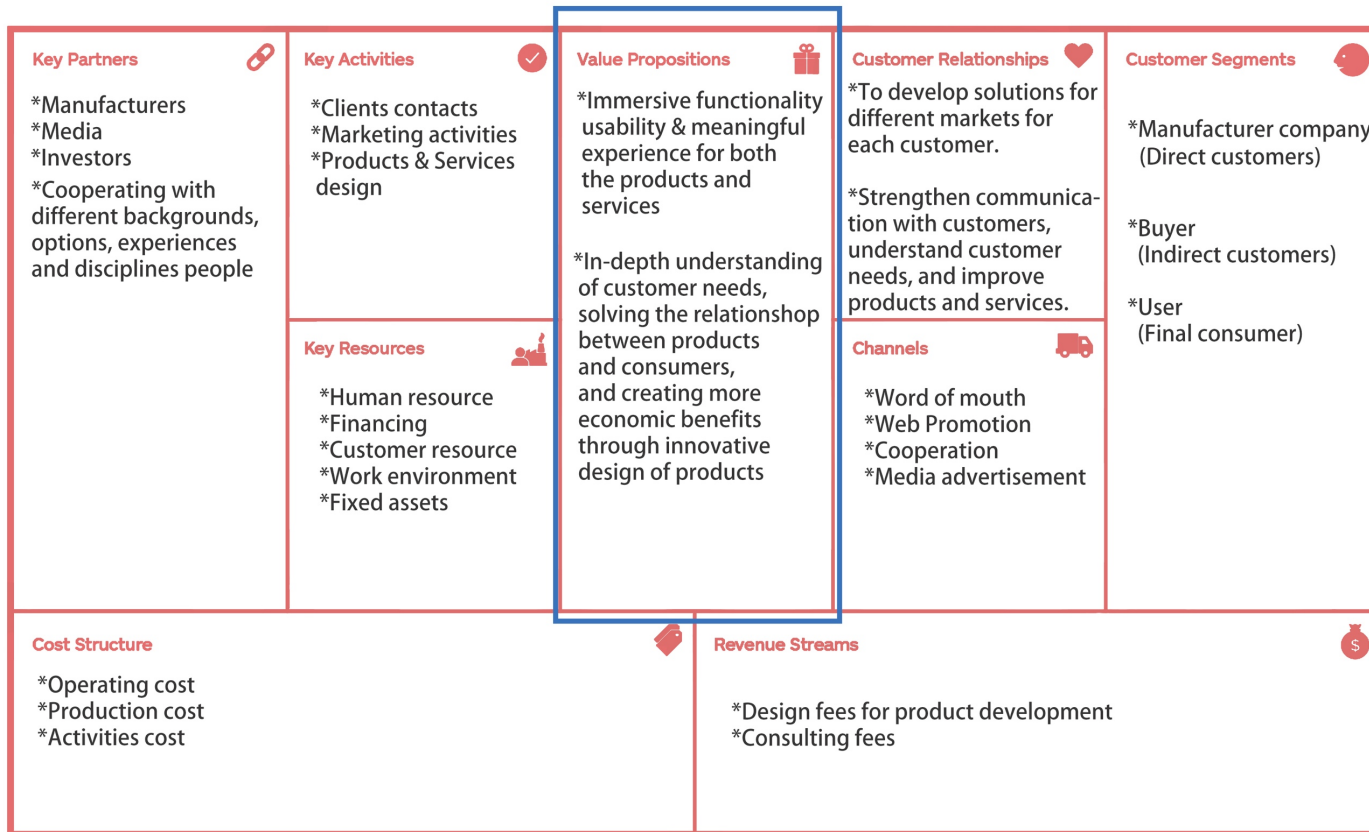 Key Partners
*Manufacturers
*Media
*Investors
*Cooperating with
different backgrounds,
options, experiences
and disciplines people
Key Activities
*Clients contacts
*Marketing activities
*Products & Services
design
Key Resources
*Human resource
*Financing
*Customer resource
*Work environment
*Fixed assets
Value Propositions
*Immersive functionality
usability & meaningful
experience for both
the products and
services
*In-depth understanding
of customer needs,
solving the relationshop
between products
and consumers,
and creating more
economic benefits
through innovative
design of products
Customer Relationships
*To develop solutions for
different markets for
each customer.
*Strengthen communica-
tion with customers,
understand customer
needs, and improve
products and services.
Channels
*Word of mouth
*Web Promotion
*Cooperation
*Media advertisement
Customer Segments
*Manufacturer company
(Direct customers)
*Buyer
(Indirect customers)
*User
(Final consumer)
Cost Structure
*Operating cost
*Production cost
*Activities cost
Revenue Streams
$
*Design fees for product development
*Consulting fees